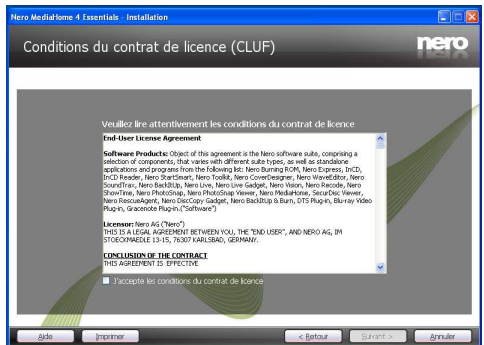 Nero MediaHome 4 Essentials - Installation
Conditions du contrat de licence (CLUF)
nero
Veuillez lire attentivement les conditions du contrat de licence
End-User License Agreement
Software Products: Object of this agreement is the Nero software suite, comprising a
selection of components, that varies with different suite types, as well as standalone
applications and programs from the following list: Nero Burning ROM, Nero Express, InCD,
InCD Reader, Nero StartSmart, Nero Toolkit, Nero CoverDesigner, Nero WaveEditor, Nero
SoundTrax, Nero BackItUp, Nero Live, Nero Live Gadget, Nero Vision, Nero Recode, Nero
ShowTime, Nero PhotoSnap, Nero PhotoSnap Viewer, Nero MediaHome, SecurDisc Viewer,
Nero RescueAgent, Nero DiscCopy Gadget, Nero BackItUp & Burn, DTS Plug-in, Blu-ray Video
Plug-in, Gracenote Plug-in.("Software")
Licensor: Nero AG ("Nero")
THIS IS A LEGAL AGREEMENT BETWEEN YOU, THE "END USER", AND NERO AG, IM
STOECKMAEDLE 13-15, 76307 KARLSBAD, GERMANY.
CONCLUSION OF THE CONTRACT
THIS AGREEMENT IS EFFECTIVE
J'accepte les conditions du contrat de licence
Aide
Imprimer
< Retour
Suivant >
Annuler